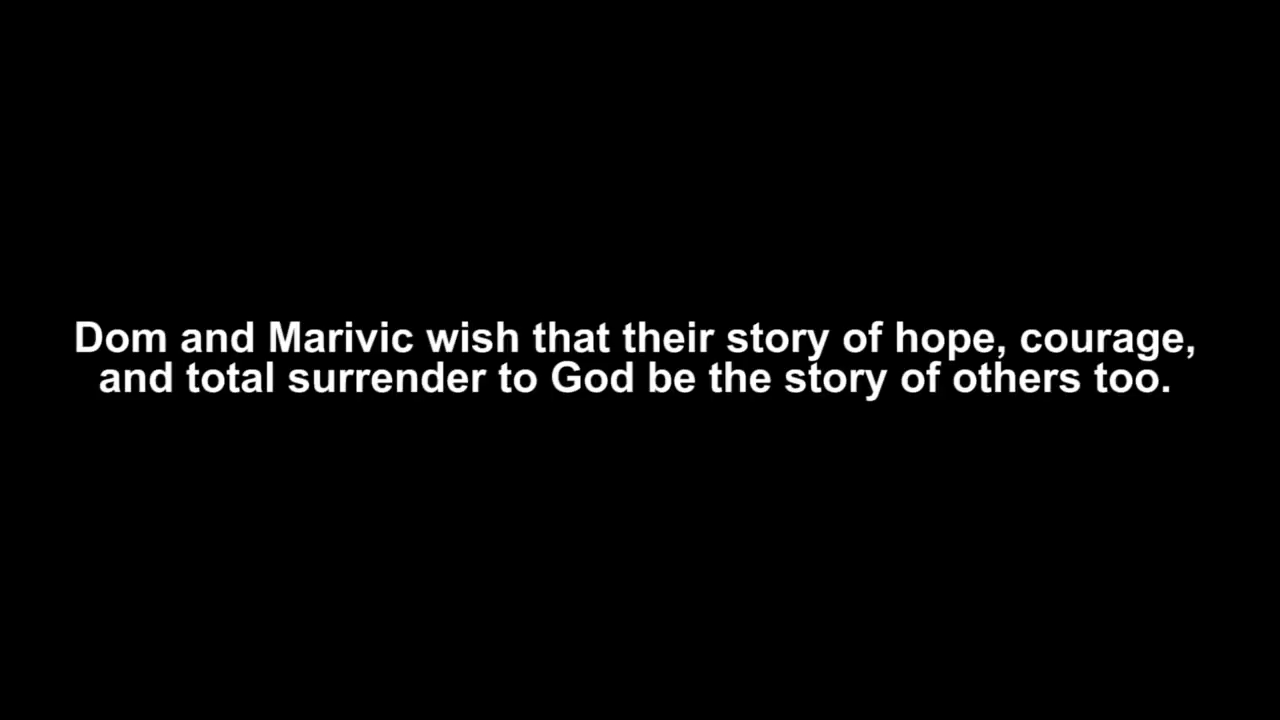 Dom and Marivic wish that their story of hope, courage,
and total surrender to God be the story of others too.